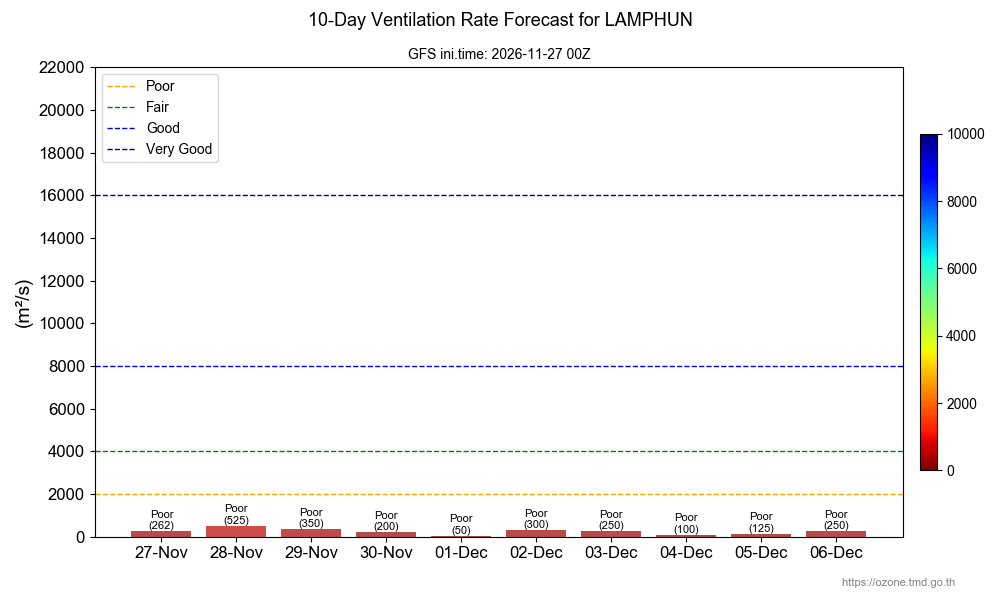 10-Day Ventilation Rate Forecast for LAMPHUN
GFS ini.time: 2026-11-27 00Z
(m²/s)
22000
20000
18000
16000
14000
12000
10000
8000
6000
4000
2000
0
Poor
Fair
Good
Very Good
Poor
(262)
Poor
(525)
Poor
(350)
Poor
(200)
Poor
(50)
Poor
(300)
Poor
(250)
Poor
(100)
Poor
(125)
Poor
(250)
27-Nov 28-Nov 29-Nov 30-Nov 01-Dec 02-Dec 03-Dec 04-Dec 05-Dec 06-Dec
10000
8000
6000
4000
2000
0
https://ozone.tmd.go.th